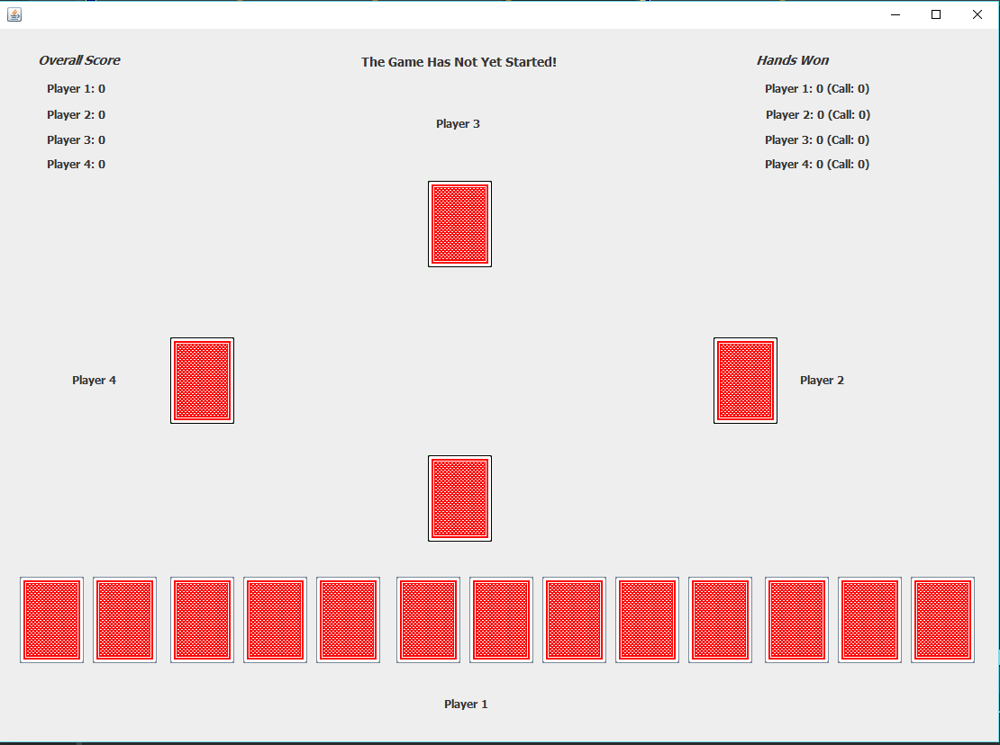 Overall Score
The Game Has Not Yet Started!
Hands Won
Player 1: 0
Player 1: 0 (Call: 0)
Player 2: 0
Player 2: 0 (Call: 0)
Player 3
Player 3: 0
Player 3: 0 (Call: 0)
Player 4: 0
Player 4: 0 (Call: 0)
Player 4
Player 2
Player 1